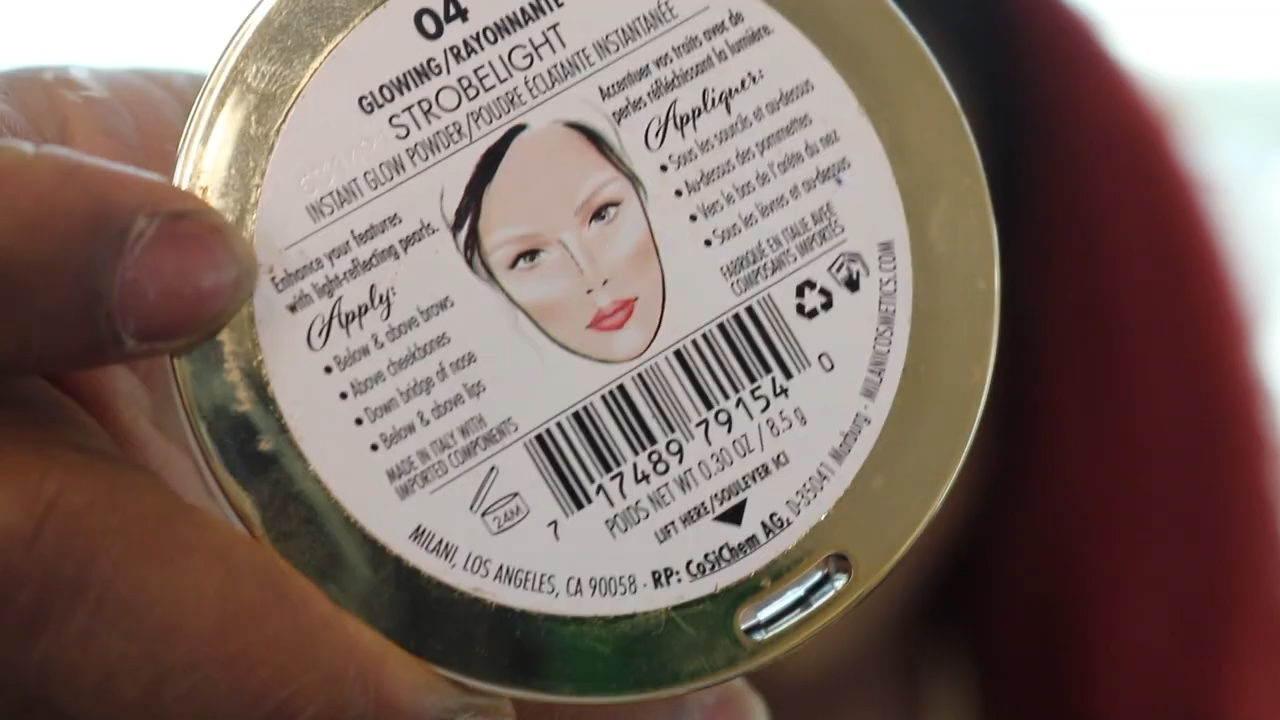 04
GLOWING/RAYONNANTE
STROBELIGHT
INSTANT GLOW POWDER/POUDRE ÉCLATANTE INSTANTANÉE
Enhance your features
with light-reflecting pearls.
Apply:
• Below & above brows
• Above cheekbones
• Down bridge of nose
• Below & above lips
MADE IN ITALY WITH
IMPORTED COMPONENTS
Accentuer vos traits avec de
perles réfléchissant la lumière.
Appliquer:
• Sous les sourcils et au-dessus
• Au-dessus des pommettes
• Vers le bas de l'arête du nez
• Sous les lèvres et au-dessus
FABRIQUÉ EN ITALIE AVEC
COMPOSANTS IMPORTÉS
24M
7 17489 79154 0
POIDS NET WT 0.30 OZ / 8.5 g
LIFT HERE/SOULEVER ICI
MILANI, LOS ANGELES, CA 90058 · RP: CoSiChem AG, D-35041 Marburg · MILANICOSMETICS.COM